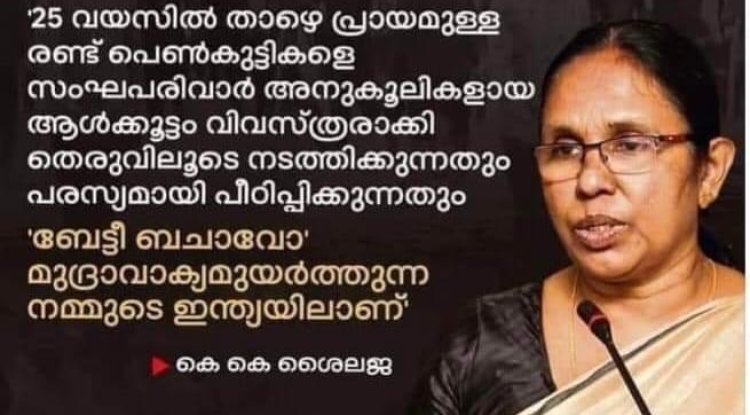 '25 വയസിൽ താഴെ പ്രായമുള്ള
രണ്ട് പെൺകുട്ടികളെ
സംഘപരിവാർ അനുകൂലികളായ
ആൾക്കൂട്ടം വിവസ്ത്രരാക്കി
തെരുവിലൂടെ നടത്തിക്കുന്നതും
പരസ്യമായി പീഠിപ്പിക്കുന്നതും
'ബേട്ടീ ബചാവോ'
മുദ്രാവാക്യമുയർത്തുന്ന
നമ്മുടെ ഇന്ത്യയിലാണ്'
കെ കെ ശൈലജ